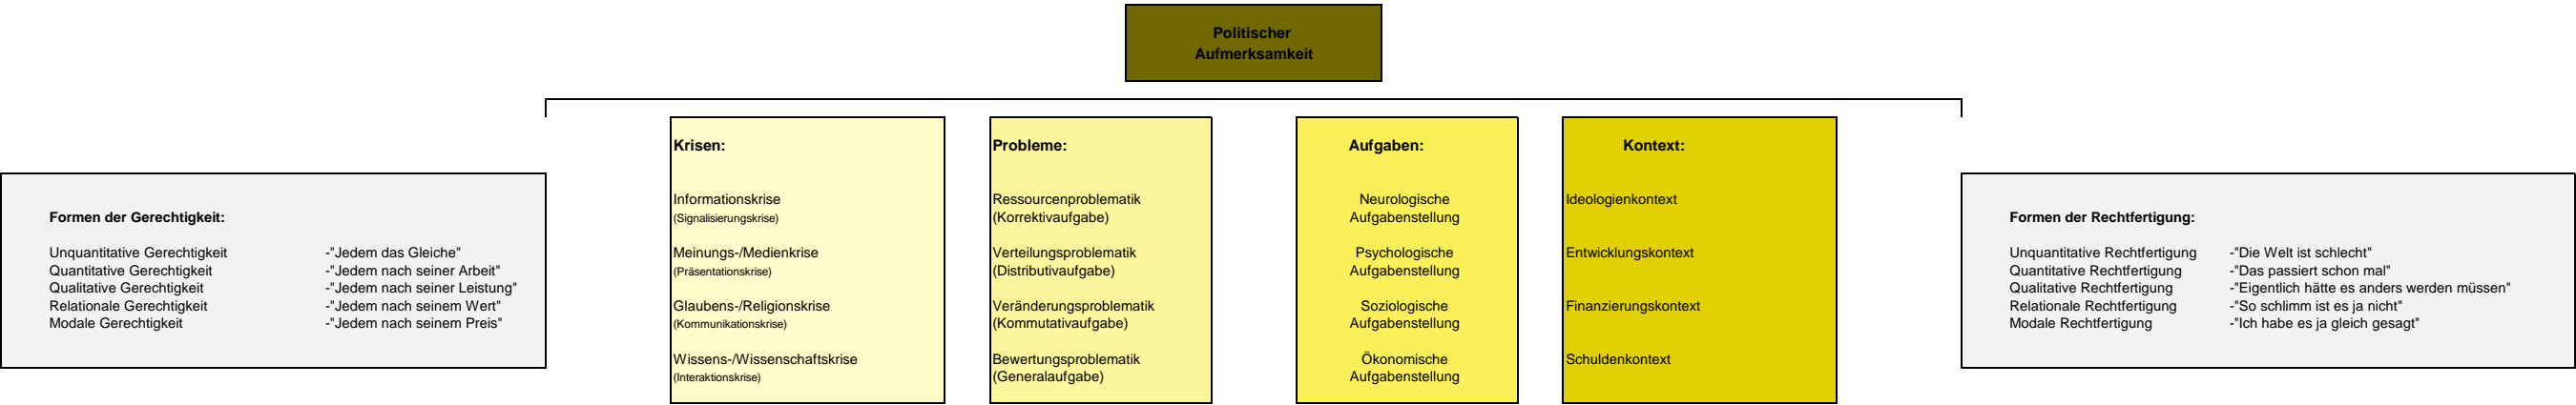 Politischer
Aufmerksamkeit
Formen der Gerechtigkeit:
Unquantitative Gerechtigkeit -"Jedem das Gleiche"
Quantitative Gerechtigkeit -"Jedem nach seiner Arbeit"
Qualitative Gerechtigkeit -"Jedem nach seiner Leistung"
Relationale Gerechtigkeit -"Jedem nach seinem Wert"
Modale Gerechtigkeit -"Jedem nach seinem Preis"
Krisen:
Informationskrise
(Signalisierungskrise)
Meinungs-/Medienkrise
(Präsentationskrise)
Glaubens-/Religionskrise
(Kommunikationskrise)
Wissens-/Wissenschaftskrise
(Interaktionskrise)
Probleme:
Ressourcenproblematik
(Korrektivaufgabe)
Verteilungsproblematik
(Distributivaufgabe)
Veränderungsproblematik
(Kommutativaufgabe)
Bewertungsproblematik
(Generalaufgabe)
Aufgaben:
Neurologische
Aufgabenstellung
Psychologische
Aufgabenstellung
Soziologische
Aufgabenstellung
Ökonomische
Aufgabenstellung
Kontext:
Ideologienkontext
Entwicklungskontext
Finanzierungskontext
Schuldenkontext
Formen der Rechtfertigung:
Unquantitative Rechtfertigung -"Die Welt ist schlecht"
Quantitative Rechtfertigung -"Das passiert schon mal"
Qualitative Rechtfertigung -"Eigentlich hätte es anders werden müssen"
Relationale Rechtfertigung -"So schlimm ist es ja nicht"
Modale Rechtfertigung -"Ich habe es ja gleich gesagt"